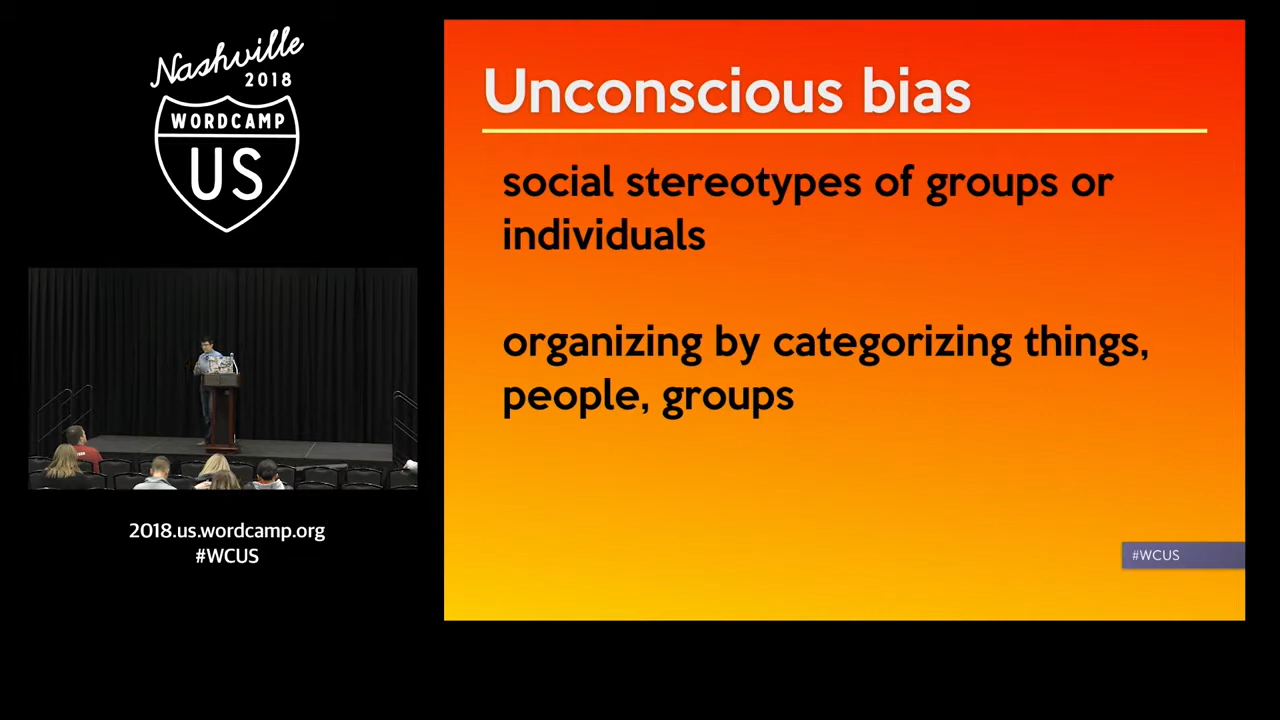 Nashville
2018
WORDCAMP
US
2018.us.wordcamp.org
#WCUS
Unconscious bias
social stereotypes of groups or
individuals
organizing by categorizing things,
people, groups
#WCUS